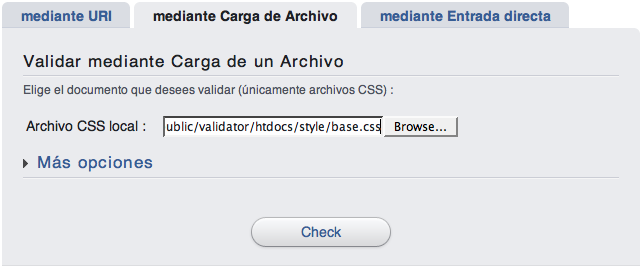 mediante URI mediante Carga de Archivo mediante Entrada directa
Validar mediante Carga de un Archivo
Elige el documento que desees validar (únicamente archivos CSS) :
Archivo CSS local : ublic/validator/htdocs/style/base.css Browse...
Más opciones
Check